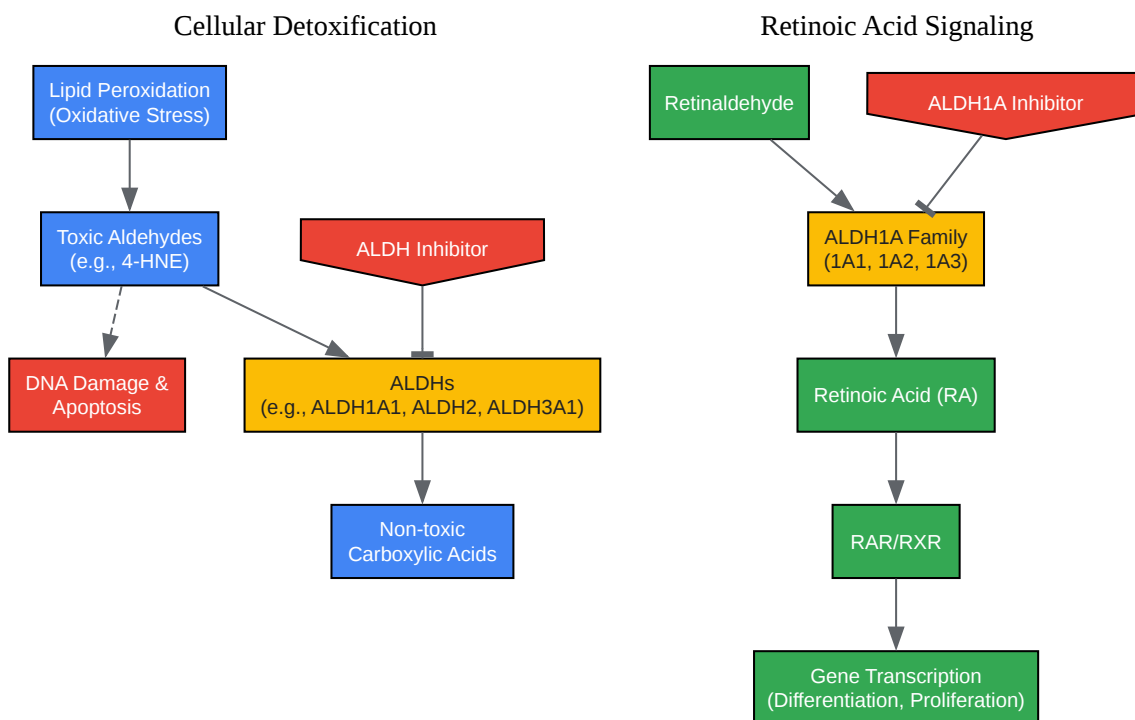 Cellular Detoxification
Lipid Peroxidation
(Oxidative Stress)
Toxic Aldehydes
(e.g., 4-HNE)
ALDH Inhibitor
DNA Damage &
Apoptosis
ALDHs
(e.g., ALDH1A1, ALDH2, ALDH3A1)
Non-toxic
Carboxylic Acids
Retinoic Acid Signaling
Retinaldehyde
ALDH1A Inhibitor
ALDH1A Family
(1A1, 1A2, 1A3)
Retinoic Acid (RA)
RAR/RXR
Gene Transcription
(Differentiation, Proliferation)